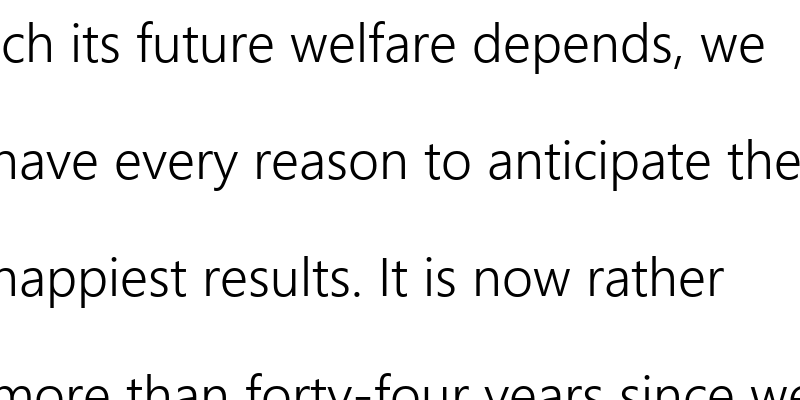 ch its future welfare depends, we
have every reason to anticipate the
happiest results. It is now rather
more than forty-four years since we